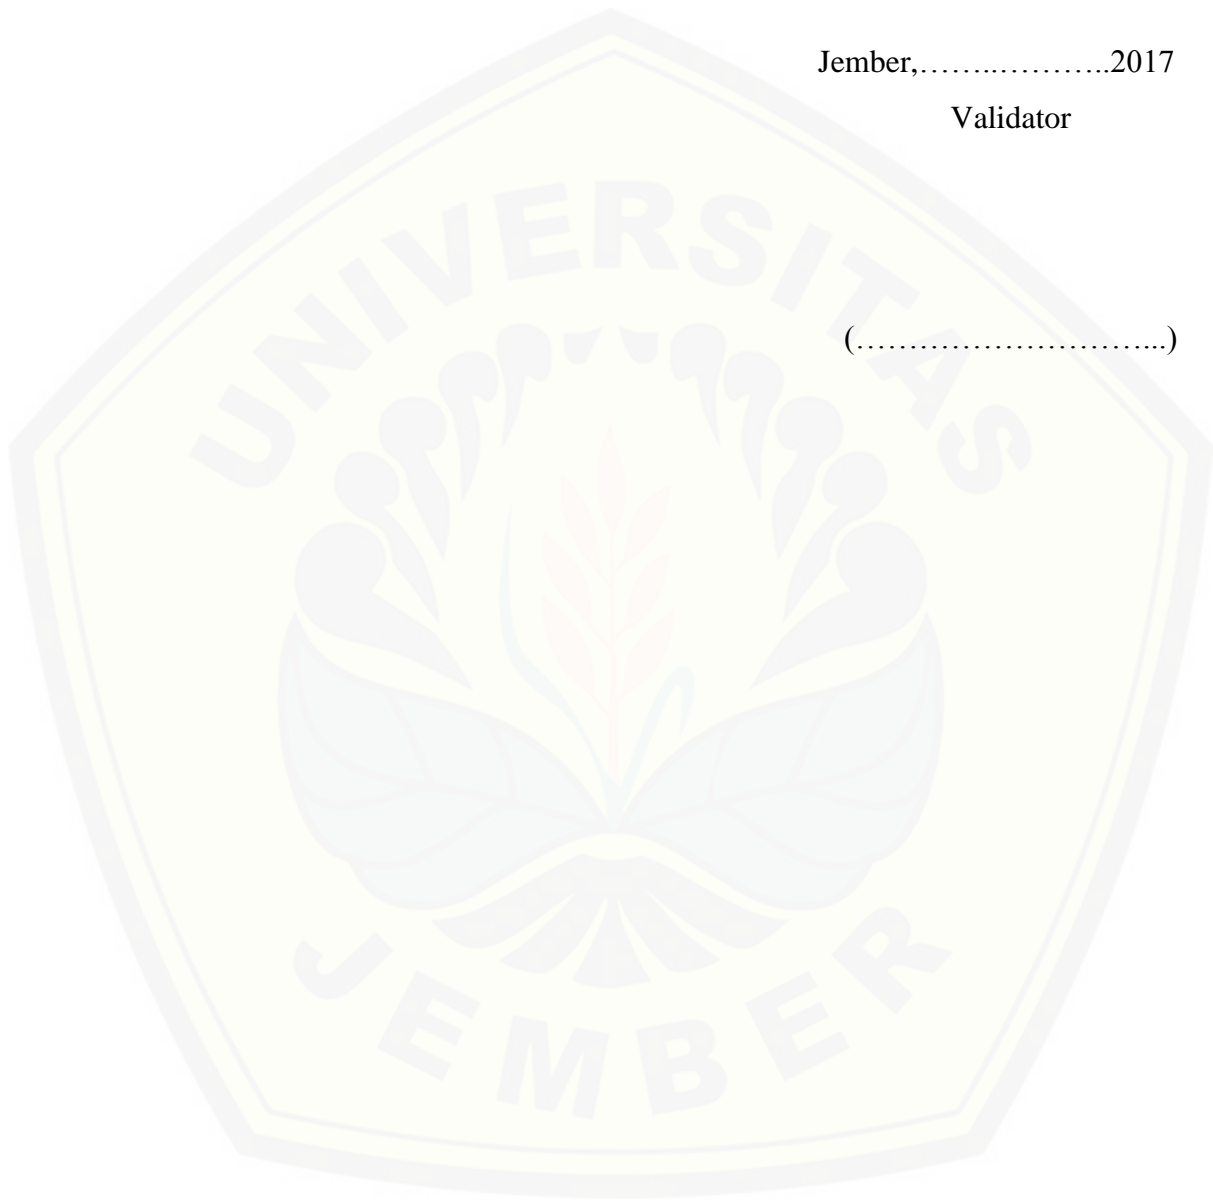 Jember,……..………..2017
Validator
(………………………...)
UNIVERSITAS
JEMBER